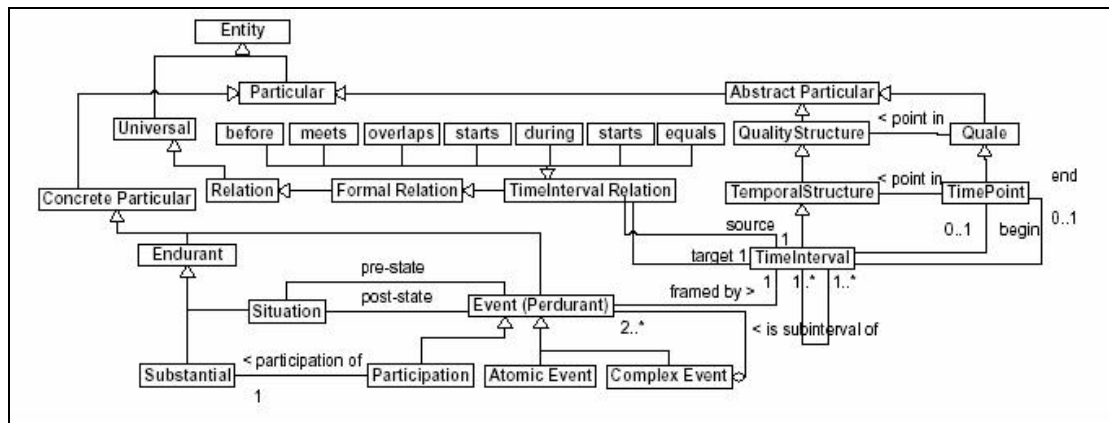 Entity
Particular
Abstract Particular
Universal
before meets overlaps starts during starts equals
QualityStructure < point in Quale
Relation Formal Relation TimeInterval Relation
Concrete Particular
TemporalStructure < point in TimePoint
end
source
0..1 begin 0..1
1
Endurant
target 1 TimeInterval
pre-state
framed by > 1 1..* 1..*
post-state
Situation
Event (Perdurant)
2..* < is subinterval of
< participation of
Substantial Participation Atomic Event Complex Event
1